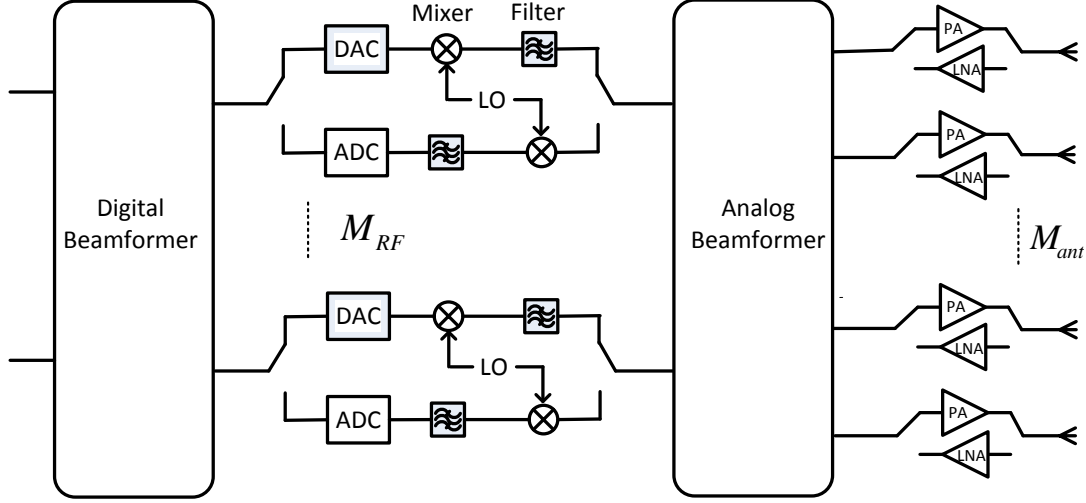 Mixer
Filter
DAC
LO
ADC
Digital
Beamformer
M_RF
DAC
LO
ADC
Analog
Beamformer
PA
LNA
PA
LNA
M_ant
PA
LNA
PA
LNA